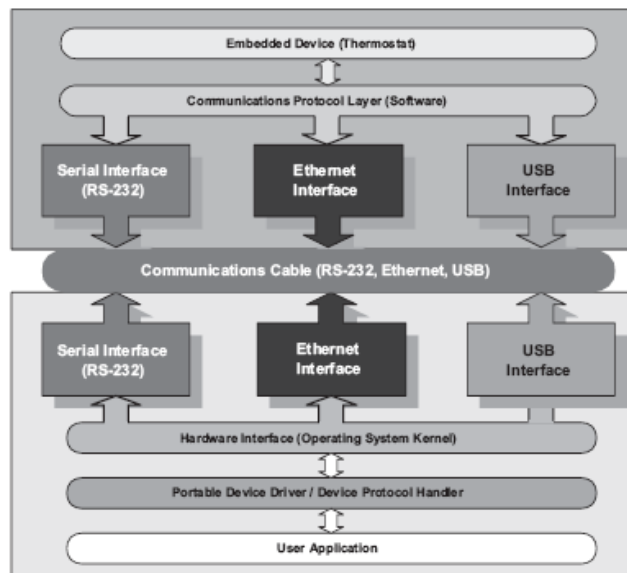 Embedded Device (Thermostat)
Communications Protocol Layer (Software)
Serial Interface
(RS-232)
Ethernet
Interface
USB
Interface
Communications Cable (RS-232, Ethernet, USB)
Serial Interface
(RS-232)
Ethernet
Interface
USB
Interface
Hardware Interface (Operating System Kernel)
Portable Device Driver / Device Protocol Handler
User Application